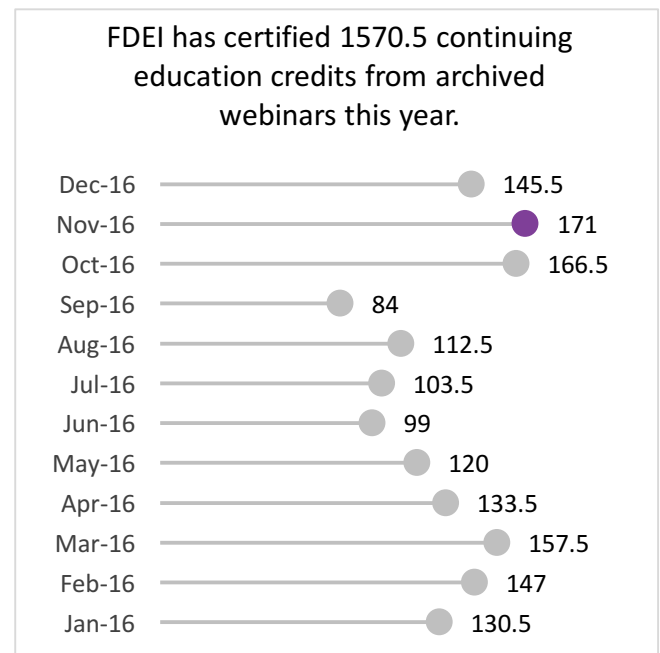 FDEI has certified 1570.5 continuing
education credits from archived
webinars this year.
Dec-16 145.5
Nov-16 171
Oct-16 166.5
Sep-16 84
Aug-16 112.5
Jul-16 103.5
Jun-16 99
May-16 120
Apr-16 133.5
Mar-16 157.5
Feb-16 147
Jan-16 130.5